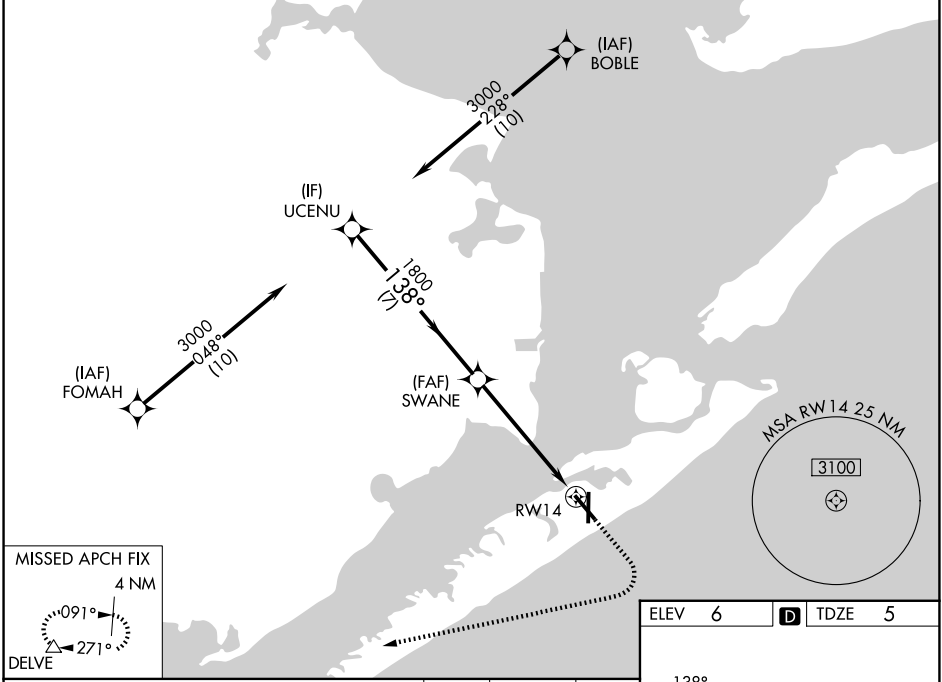 (IAF)
BOBLE
3000
228°
(10)
(IF)
UCENU
1800
138°
(7)
3000
048°
(10)
(IAF)
FOMAH
(FAF)
SWANE
MSA RW14 25 NM
3100
RW14
MISSED APCH FIX
4 NM
091°
271°
DELVE
ELEV 6 D TDZE 5
138°